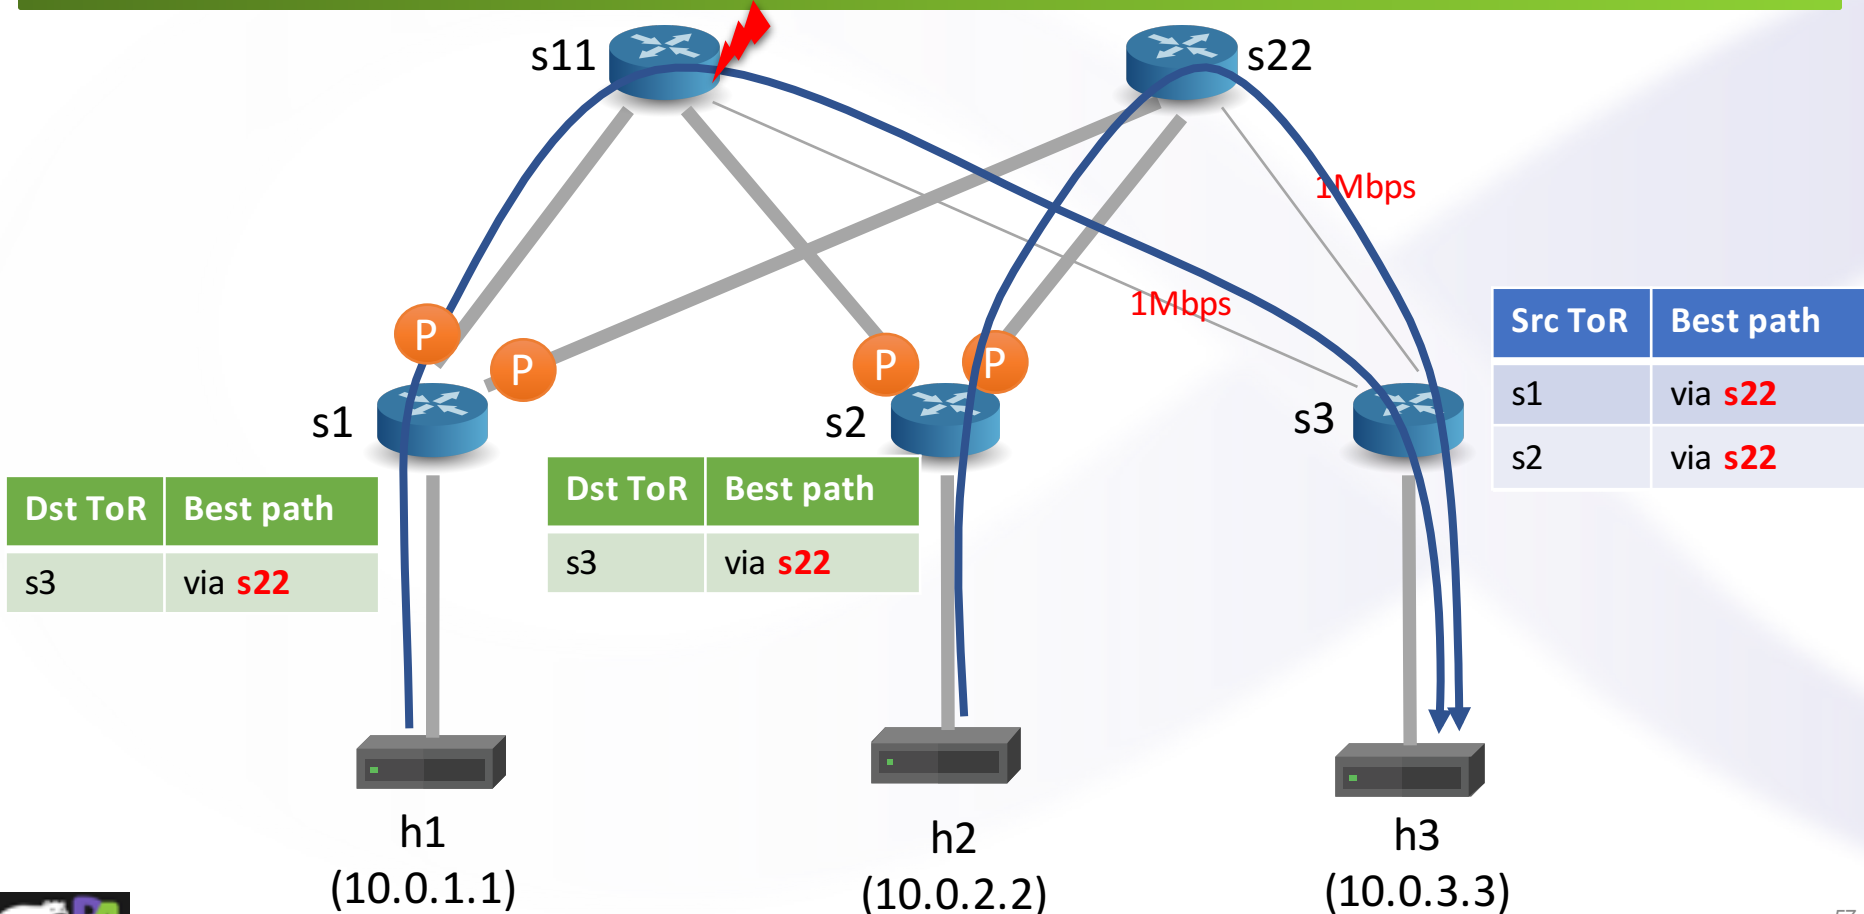 s11
s22
1Mbps
1Mbps
P
P
P
P
s1
s2
s3
Src ToR Best path
s1 via s22
s2 via s22
Dst ToR Best path
s3 via s22
Dst ToR Best path
s3 via s22
h1
(10.0.1.1)
h2
(10.0.2.2)
h3
(10.0.3.3)